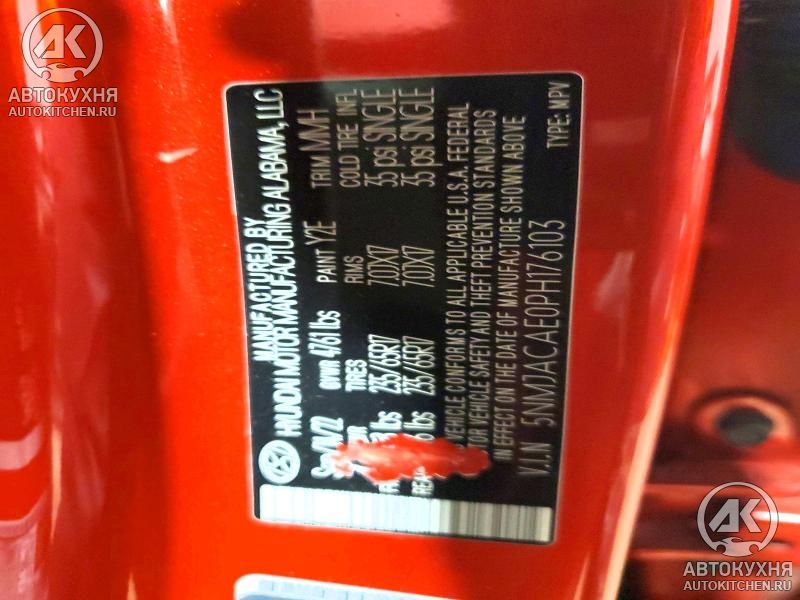 АВТОКУХНЯ
AUTOKITCHEN.RU
MANUFACTURED BY
HYUNDAI MOTOR MANUFACTURING ALABAMA, LLC
GVWR 4761 lbs PAINT Y2E TRIM MMH
TIRES RIMS COLD TIRE INFL
lbs 235/65R17 7.0JX17 35 psi SINGLE
lbs 235/65R17 7.0JX17 35 psi SINGLE
VEHICLE CONFORMS TO ALL APPLICABLE U.S.A. FEDERAL
VEHICLE SAFETY AND THEFT PREVENTION STANDARDS
EFFECT ON THE DATE OF MANUFACTURE SHOWN ABOVE
V.I.N 5NMJACAE0PH176103
TYPE: MPV
АВТОКУХНЯ
AUTOKITCHEN.RU